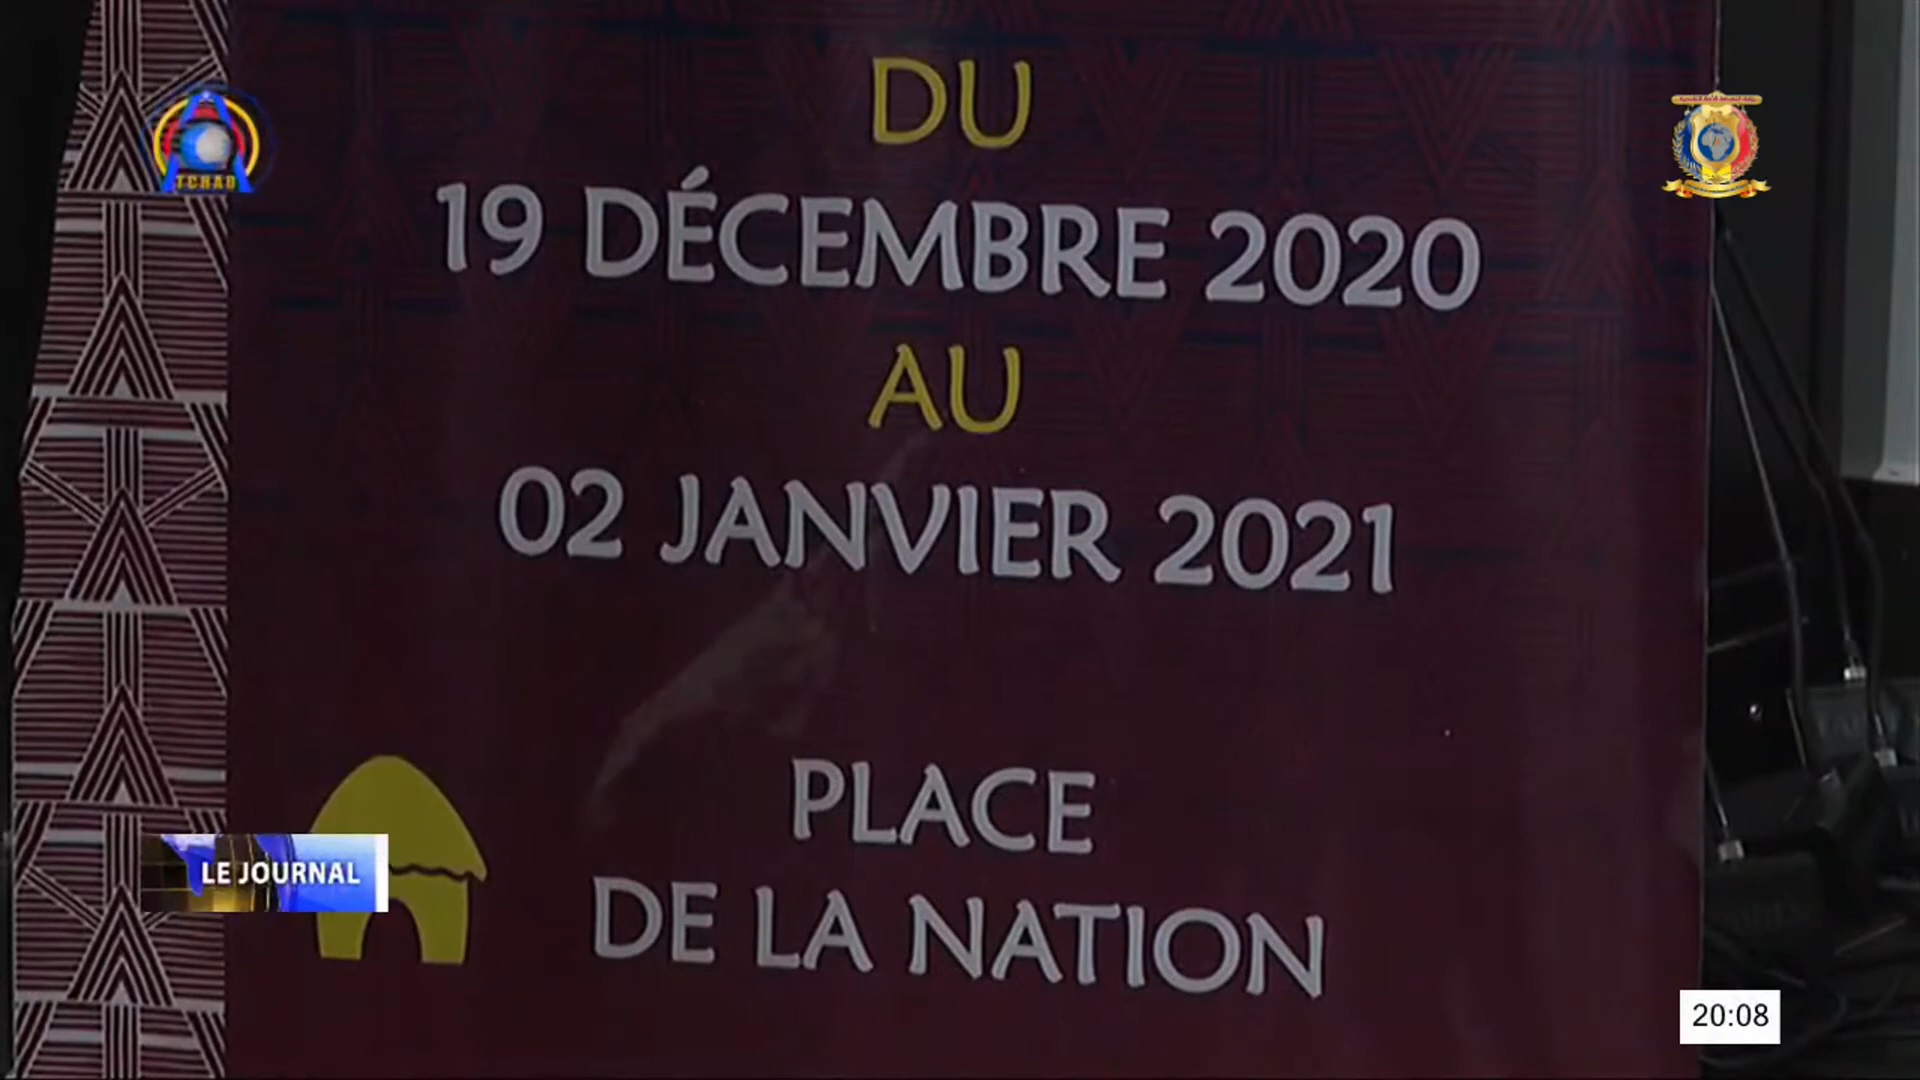 DU
TCHAD
19 DÉCEMBRE 2020
AU
02 JANVIER 2021
PLACE
LE JOURNAL
DE LA NATION
20:08